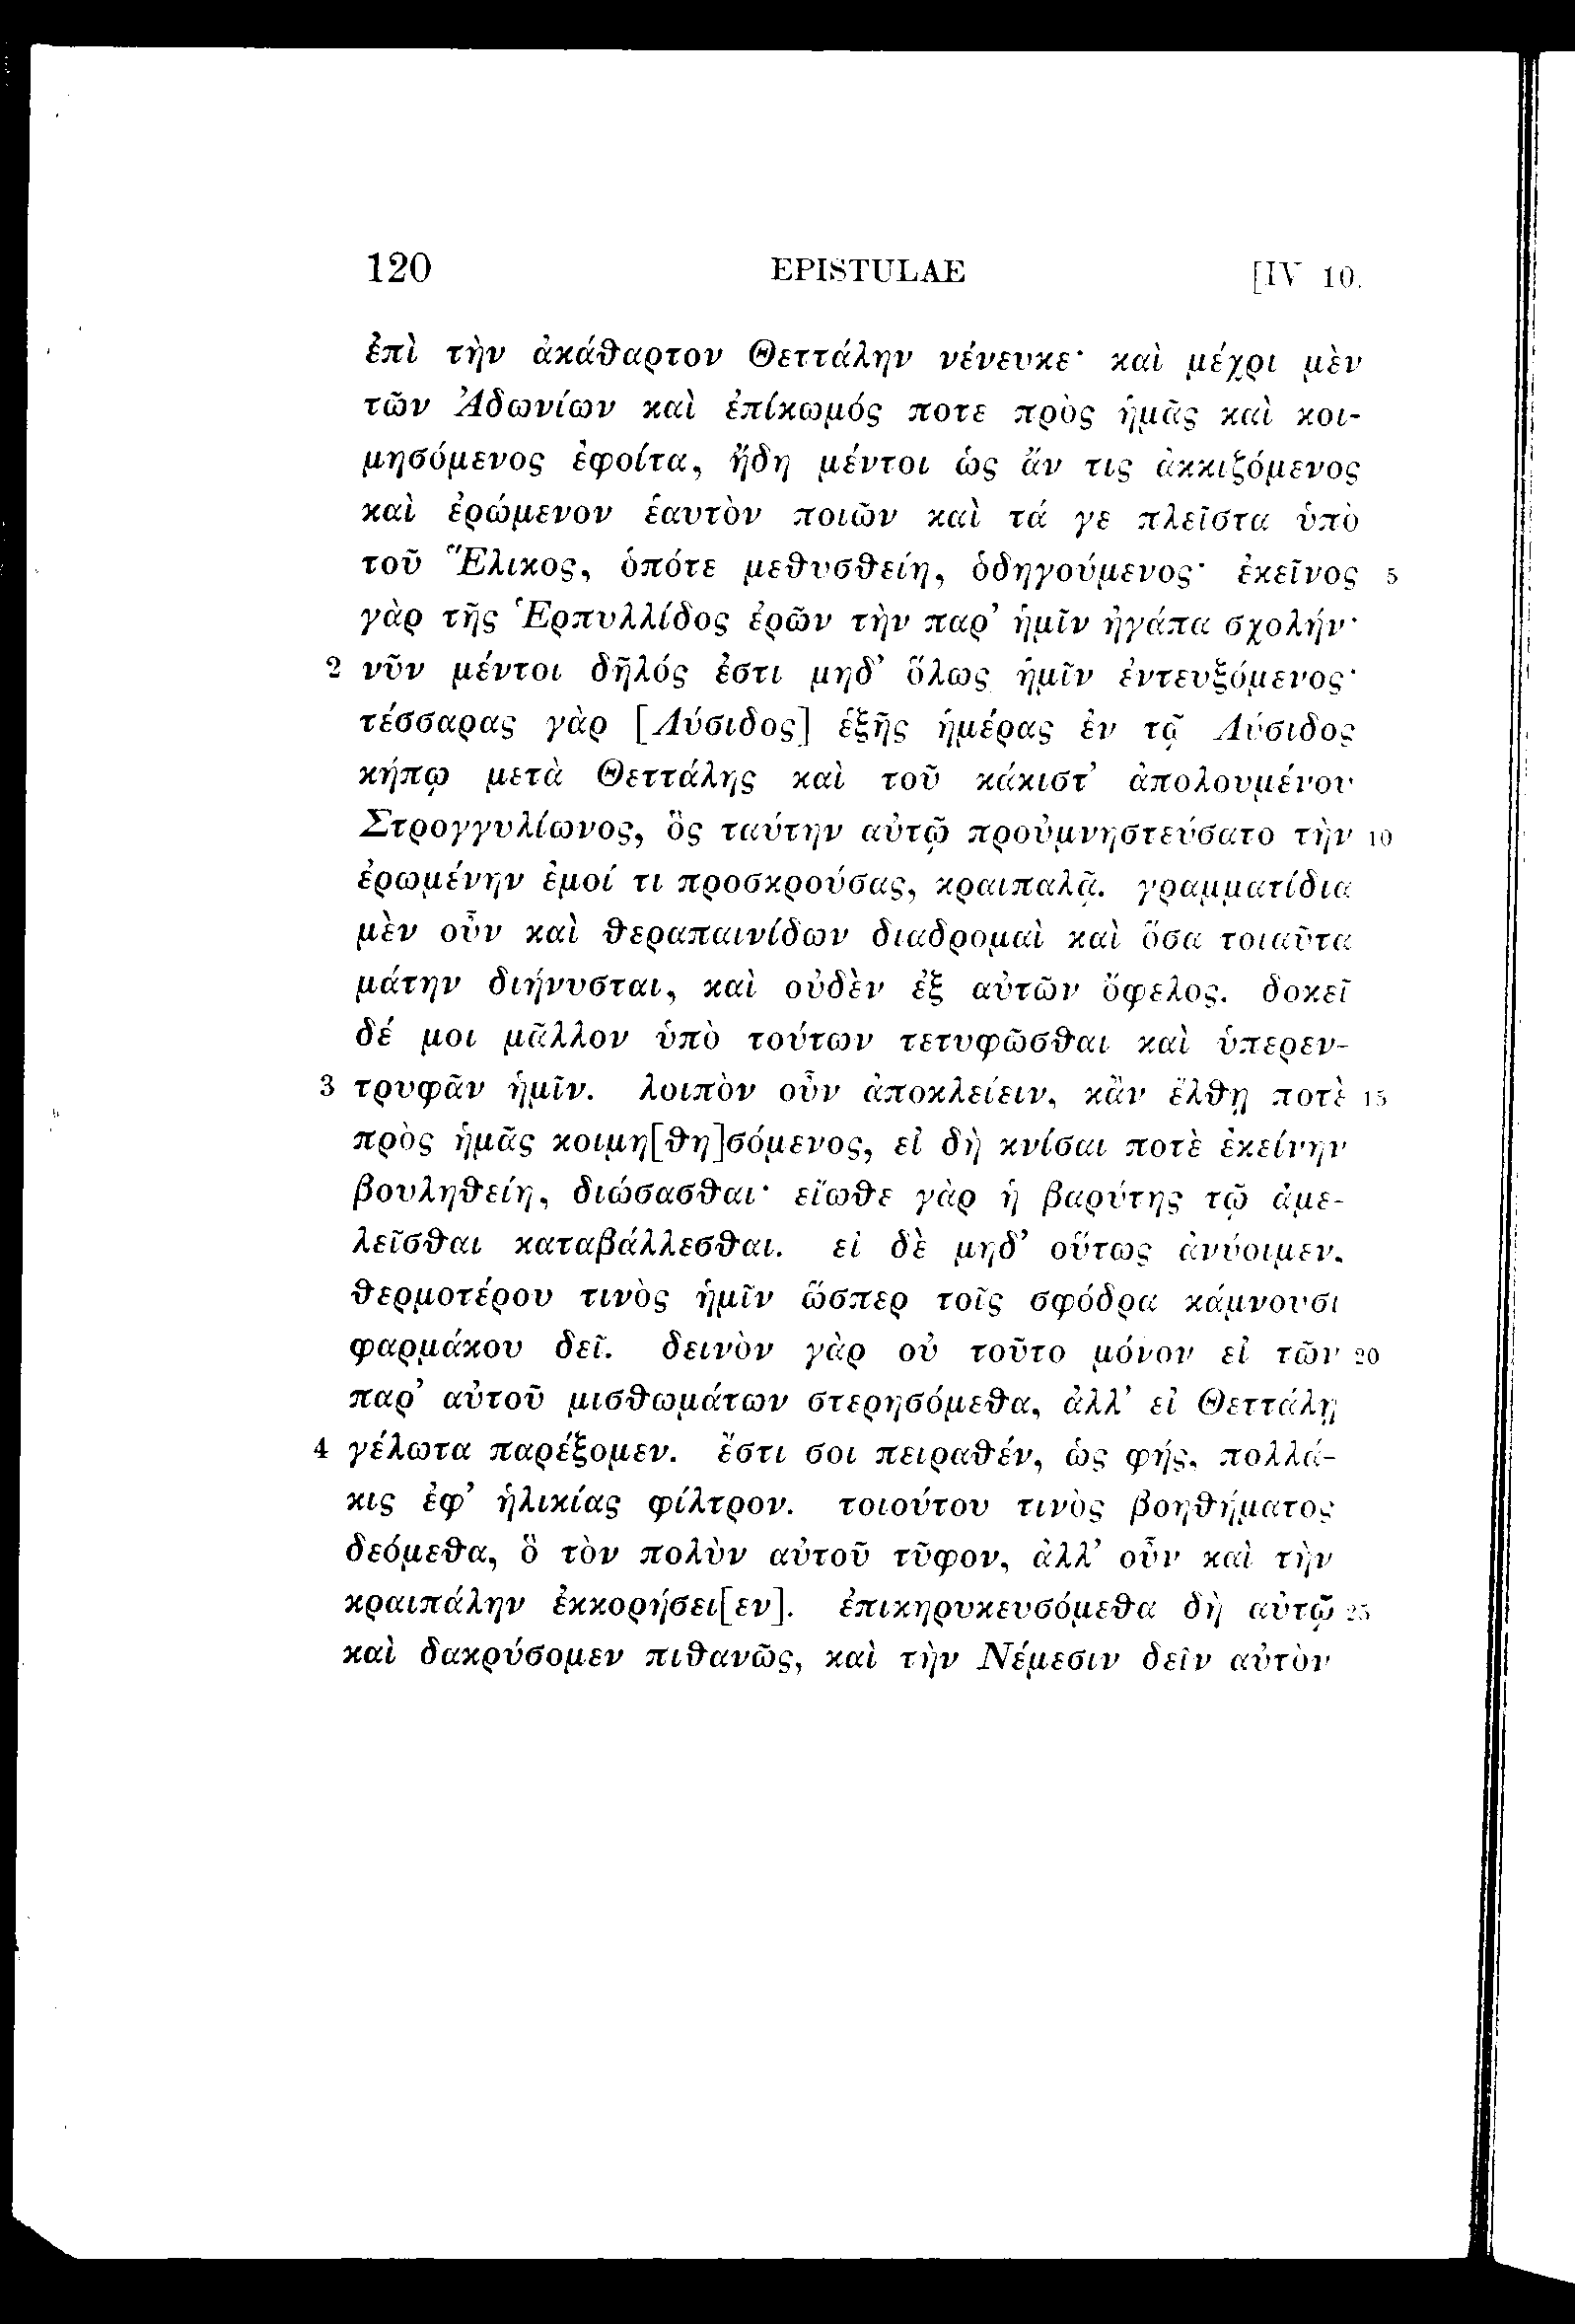 120 EPISTULAE [IV 10.
ἐπὶ τὴν ἀκάθαρτον Θεττάλην νένευκε· καὶ μέχρι μὲν
τῶν Ἀδωνίων καὶ ἐπίκωμός ποτε πρὸς ἡμᾶς καὶ κοι-
μησόμενος ἐφοίτα, ἤδη μέντοι ὡς ἄν τις ἀκκιζόμενος
καὶ ἐρώμενον ἑαυτὸν ποιῶν καὶ τά γε πλεῖστα ὑπὸ
τοῦ Ἕλικος, ὁπότε μεθυσθείη, ὁδηγούμενος· ἐκεῖνος 5
γὰρ τῆς Ἑρπυλλίδος ἐρῶν τὴν παρ’ ἡμῖν ἠγάπα σχολήν·
2 νῦν μέντοι δῆλός ἐστι μηδ’ ὅλως ἡμῖν ἐντευξόμενος·
τέσσαρας γὰρ [Λύσιδος] ἑξῆς ἡμέρας ἐν τῷ Λύσιδος
κήπῳ μετὰ Θεττάλης καὶ τοῦ κάκιστ’ ἀπολουμένου
Στρογγυλίωνος, ὃς ταύτην αὐτῷ προὐμνηστεύσατο τὴν 10
ἐρωμένην ἐμοί τι προσκρούσας, κραιπαλᾷ. γραμματίδια
μὲν οὖν καὶ θεραπαινίδων διαδρομαὶ καὶ ὅσα τοιαῦτα
μάτην διήνυσται, καὶ οὐδὲν ἐξ αὐτῶν ὄφελος. δοκεῖ
δέ μοι μᾶλλον ὑπὸ τούτων τετυφῶσθαι καὶ ὑπερεν-
3 τρυφᾶν ἡμῖν. λοιπὸν οὖν ἀποκλείειν, κἂν ἔλθῃ ποτὲ 15
πρὸς ἡμᾶς κοιμη[θη]σόμενος, εἰ δὴ κνίσαι ποτὲ ἐκείνην
βουληθείη, διώσασθαι· εἴωθε γὰρ ἡ βαρύτης τῷ ἀμε-
λεῖσθαι καταβάλλεσθαι. εἰ δὲ μηδ’ οὕτως ἀνύοιμεν,
θερμοτέρου τινὸς ἡμῖν ὥσπερ τοῖς σφόδρα κάμνουσι
φαρμάκου δεῖ. δεινὸν γὰρ οὐ τοῦτο μόνον εἰ τῶν 20
παρ’ αὐτοῦ μισθωμάτων στερησόμεθα, ἀλλ’ εἰ Θεττάλῃ
4 γέλωτα παρέξομεν. ἔστι σοι πειραθέν, ὡς φής, πολλά-
κις ἐφ’ ἡλικίας φίλτρον. τοιούτου τινὸς βοηθήματος
δεόμεθα, ὃ τὸν πολὺν αὐτοῦ τῦφον, ἀλλ’ οὖν καὶ τὴν
κραιπάλην ἐκκορήσει[εν]. ἐπικηρυκευσόμεθα δὴ αὐτῷ 25
καὶ δακρύσομεν πιθανῶς, καὶ τὴν Νέμεσιν δεῖν αὐτὸν